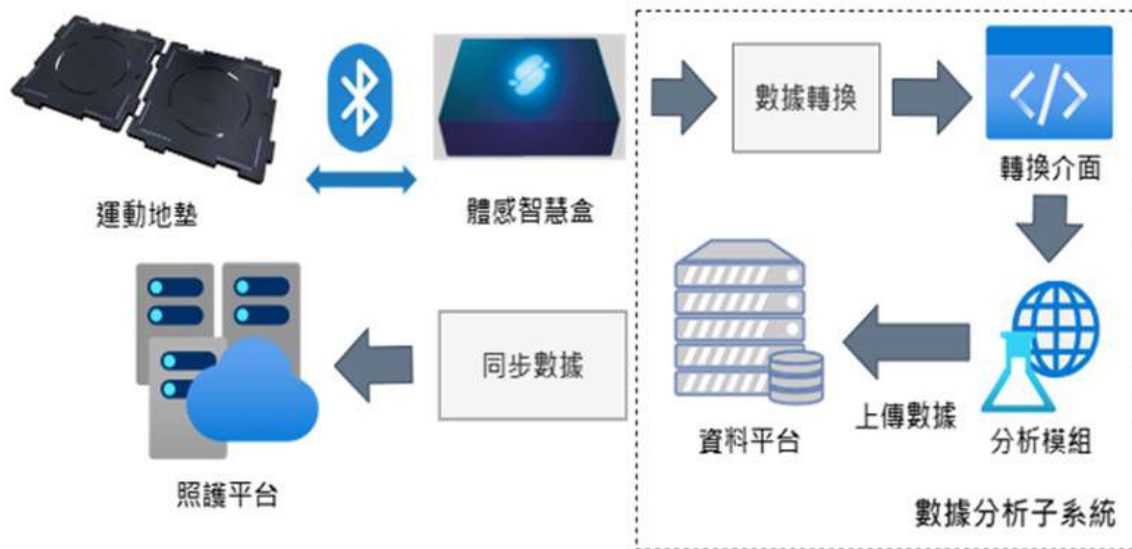 數據轉換
轉換介面
運動地墊
體感智慧盒
同步數據
上傳數據
資料平台
分析模組
照護平台
數據分析子系統